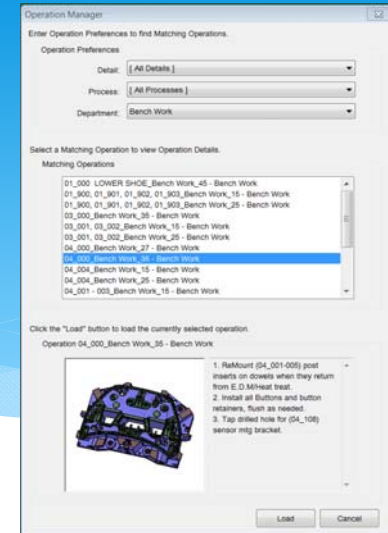 Operation Manager
Enter Operation Preferences to find Matching Operations.
Operation Preferences
Detail: [ All Details ]
Process: [ All Processes ]
Department: Bench Work
Select a Matching Operation to view Operation Details.
Matching Operations
01_000 LOWER SHOE_Bench Work_45 - Bench Work
01_900, 01_901, 01_902, 01_903_Bench Work_15 - Bench Work
01_900, 01_901, 01_902, 01_903_Bench Work_25 - Bench Work
03_000_Bench Work_35 - Bench Work
03_001, 03_002_Bench Work_15 - Bench Work
03_001, 03_002_Bench Work_25 - Bench Work
04_000_Bench Work_27 - Bench Work
04_000_Bench Work_35 - Bench Work
04_004_Bench Work_15 - Bench Work
04_004_Bench Work_25 - Bench Work
04_001 - 003_Bench Work_15 - Bench Work
Click the "Load" button to load the currently selected operation.
Operation 04_000_Bench Work_35 - Bench Work
1. ReMount (04_001-005) post
inserts on dowels when they return
from E.D.M/Heat treat.
2. Install all Buttons and button
retainers, flush as needed.
3. Tap drilled hole for (04_108)
sensor mtg bracket.
Load
Cancel